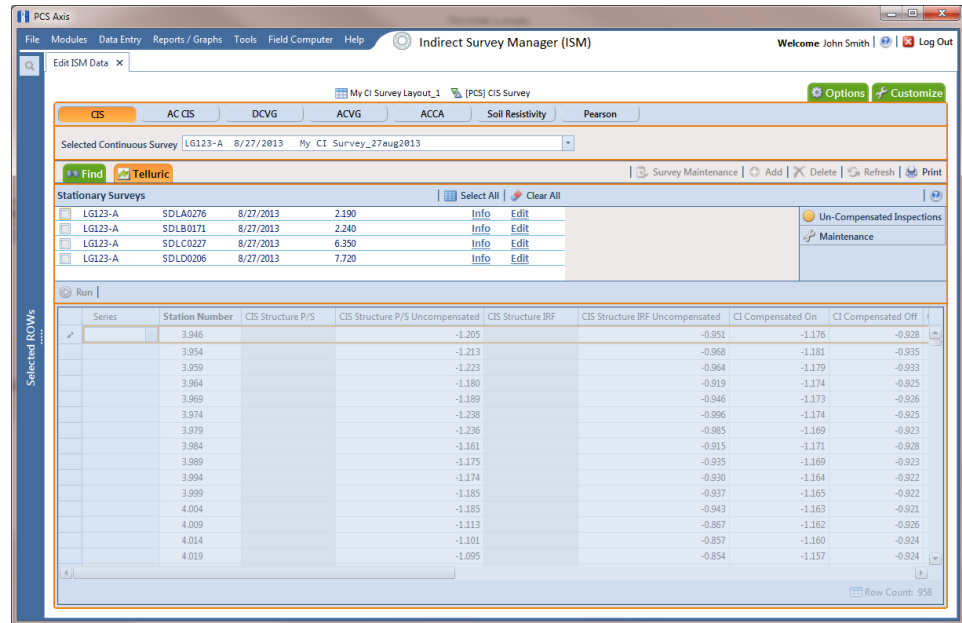 PCS Axis
File Modules Data Entry Reports / Graphs Tools Field Computer Help Indirect Survey Manager (ISM) Welcome John Smith | Log Out
Edit ISM Data ×
My CI Survey Layout_1 [PCS] CIS Survey Options Customize
CIS AC CIS DCVG ACVG ACCA Soil Resistivity Pearson
Selected Continuous Survey LG123-A 8/27/2013 My CI Survey_27aug2013
Find Telluric Survey Maintenance | Add | Delete | Refresh | Print
Stationary Surveys | Select All | Clear All
LG123-A SDLA0276 8/27/2013 2.190 Info Edit Un-Compensated Inspections
LG123-A SDLB0171 8/27/2013 2.240 Info Edit
Maintenance
LG123-A SDLC0227 8/27/2013 6.350 Info Edit
LG123-A SDLD0206 8/27/2013 7.720 Info Edit
Run |
Selected ROWs
Series Station Number CIS Structure P/S CIS Structure P/S Uncompensated CIS Structure IRF CIS Structure IRF Uncompensated CI Compensated On CI Compensated Off
3.946 -1.205 -0.951 -1.176 -0.928
3.954 -1.213 -0.968 -1.181 -0.935
3.959 -1.223 -0.964 -1.179 -0.933
3.964 -1.180 -0.919 -1.174 -0.925
3.969 -1.189 -0.946 -1.173 -0.926
3.974 -1.238 -0.996 -1.174 -0.925
3.979 -1.236 -0.985 -1.169 -0.923
3.984 -1.161 -0.915 -1.171 -0.928
3.989 -1.175 -0.935 -1.169 -0.923
3.994 -1.174 -0.930 -1.164 -0.922
3.999 -1.185 -0.937 -1.165 -0.922
4.004 -1.185 -0.943 -1.163 -0.921
4.009 -1.113 -0.867 -1.162 -0.926
4.014 -1.101 -0.857 -1.160 -0.924
4.019 -1.095 -0.854 -1.157 -0.924
Row Count: 958